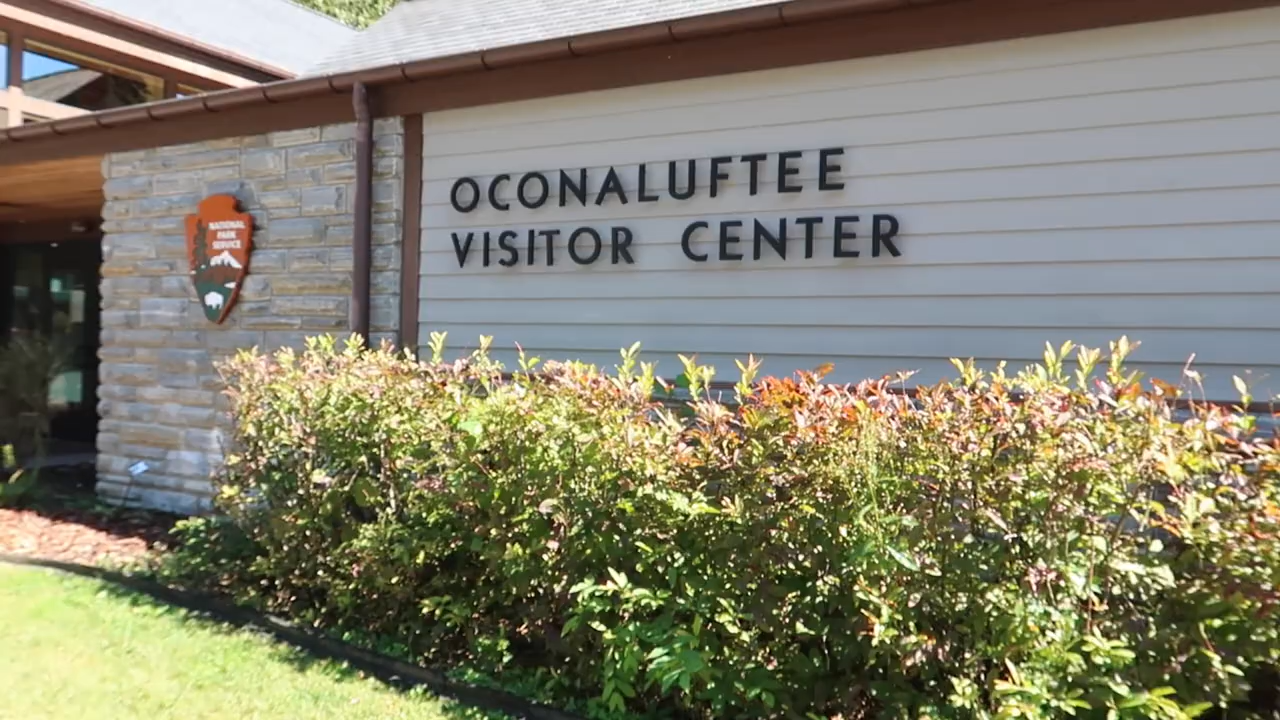 NATIONAL
PARK
SERVICE
OCONALUFTEE
VISITOR CENTER